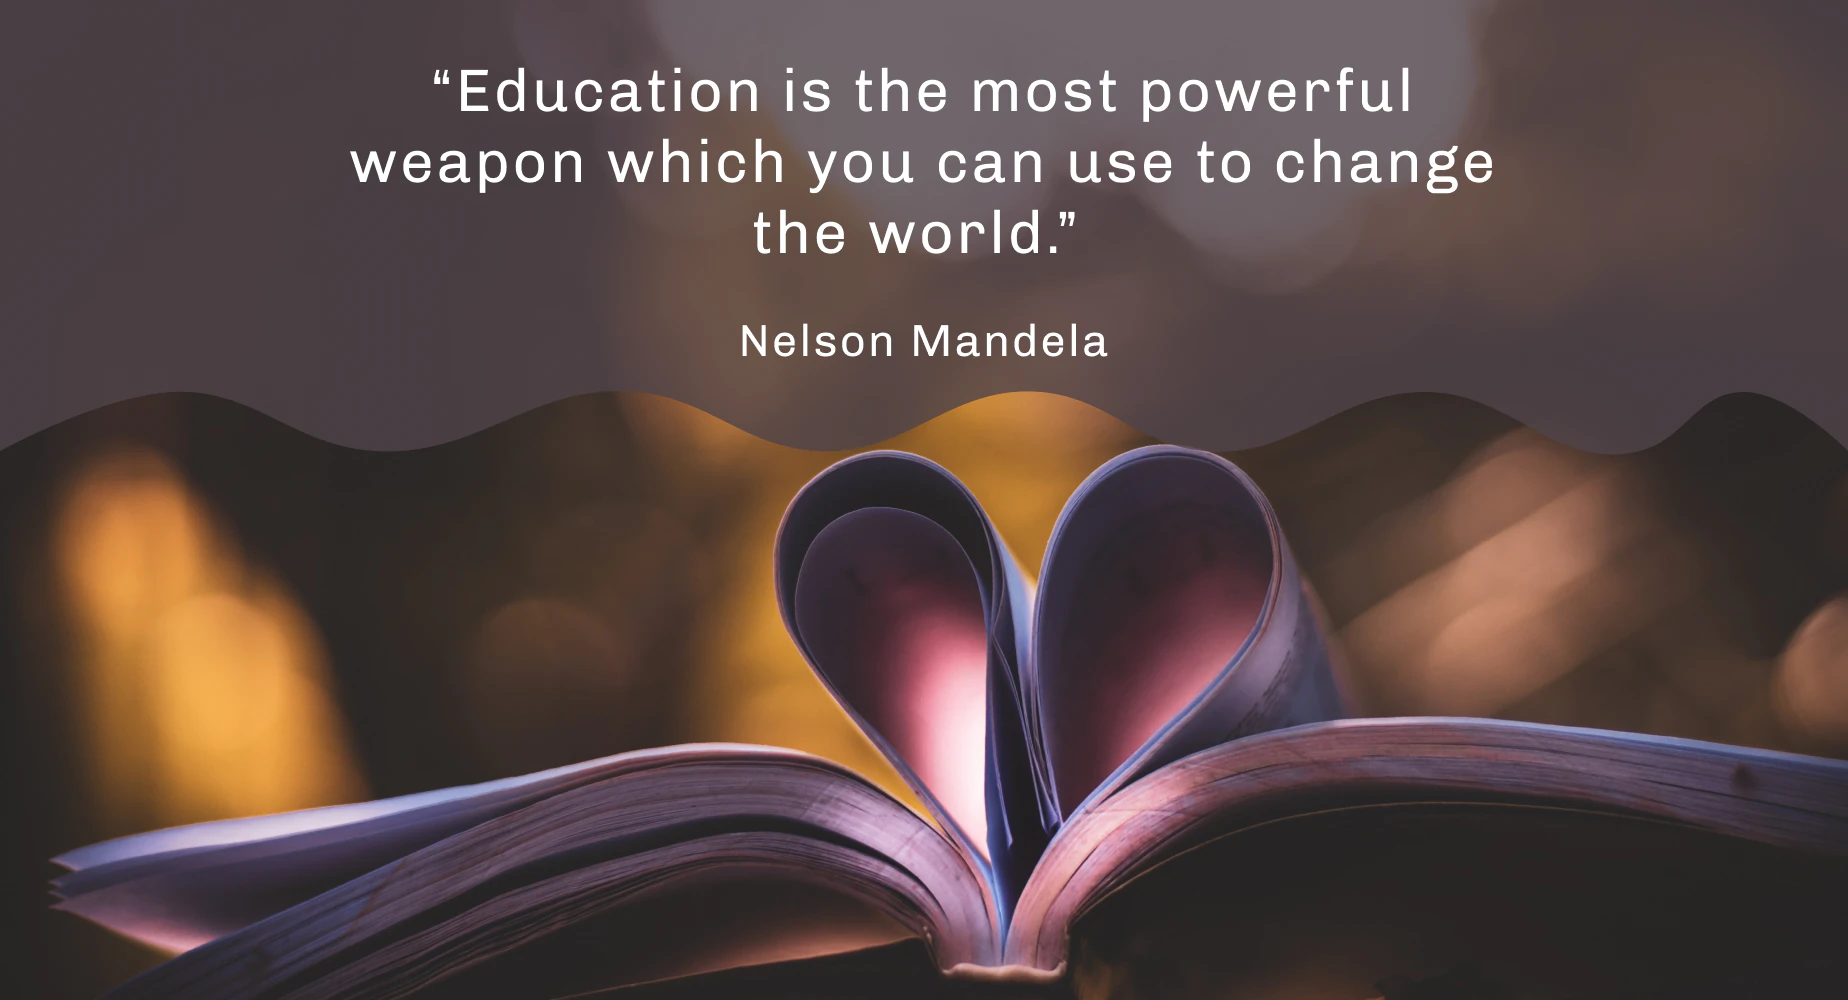 “Education is the most powerful
weapon which you can use to change
the world.”
Nelson Mandela